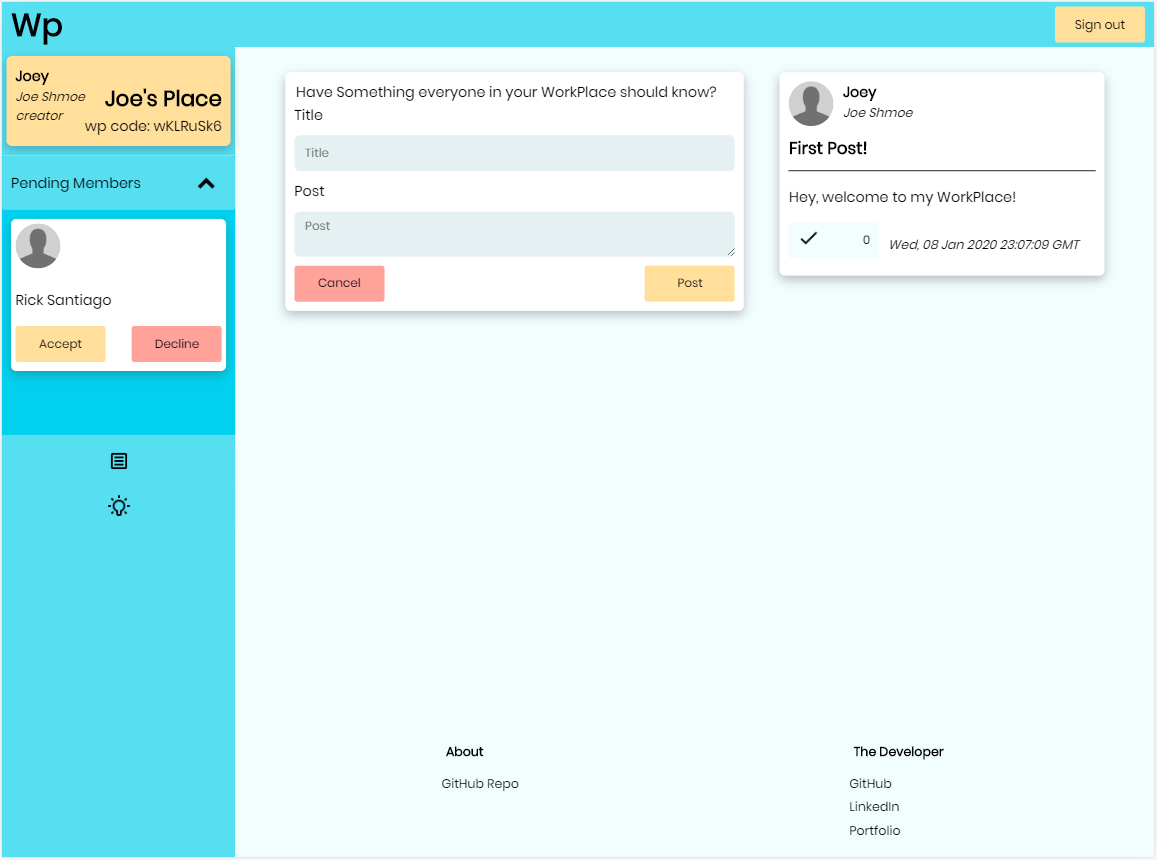 Wp
Sign out
Joey
Joe Shmoe
creator
Joe's Place
wp code: wKLRuSk6
Pending Members
Rick Santiago
Accept
Decline
Have Something everyone in your WorkPlace should know?
Title
Title
Post
Post
Cancel
Post
Joey
Joe Shmoe
First Post!
Hey, welcome to my WorkPlace!
0
Wed, 08 Jan 2020 23:07:09 GMT
About
GitHub Repo
The Developer
GitHub
LinkedIn
Portfolio